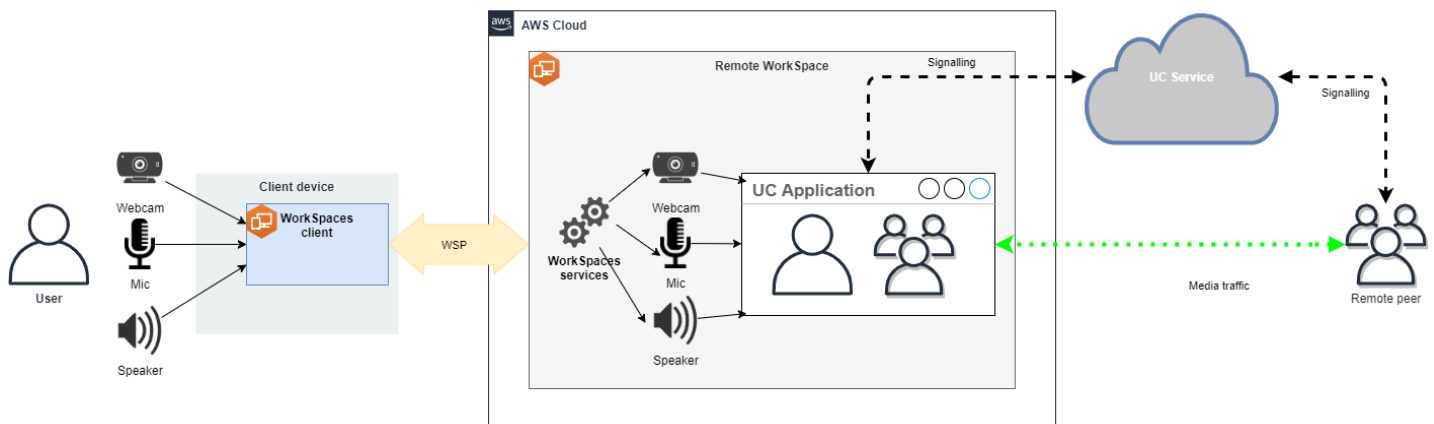 aws
AWS Cloud
Remote WorkSpace
Signalling
UC Service
Signalling
Client device
WorkSpaces
client
Webcam
Mic
Speaker
User
WSP
WorkSpaces
services
Webcam
Mic
Speaker
UC Application
Media traffic
Remote peer